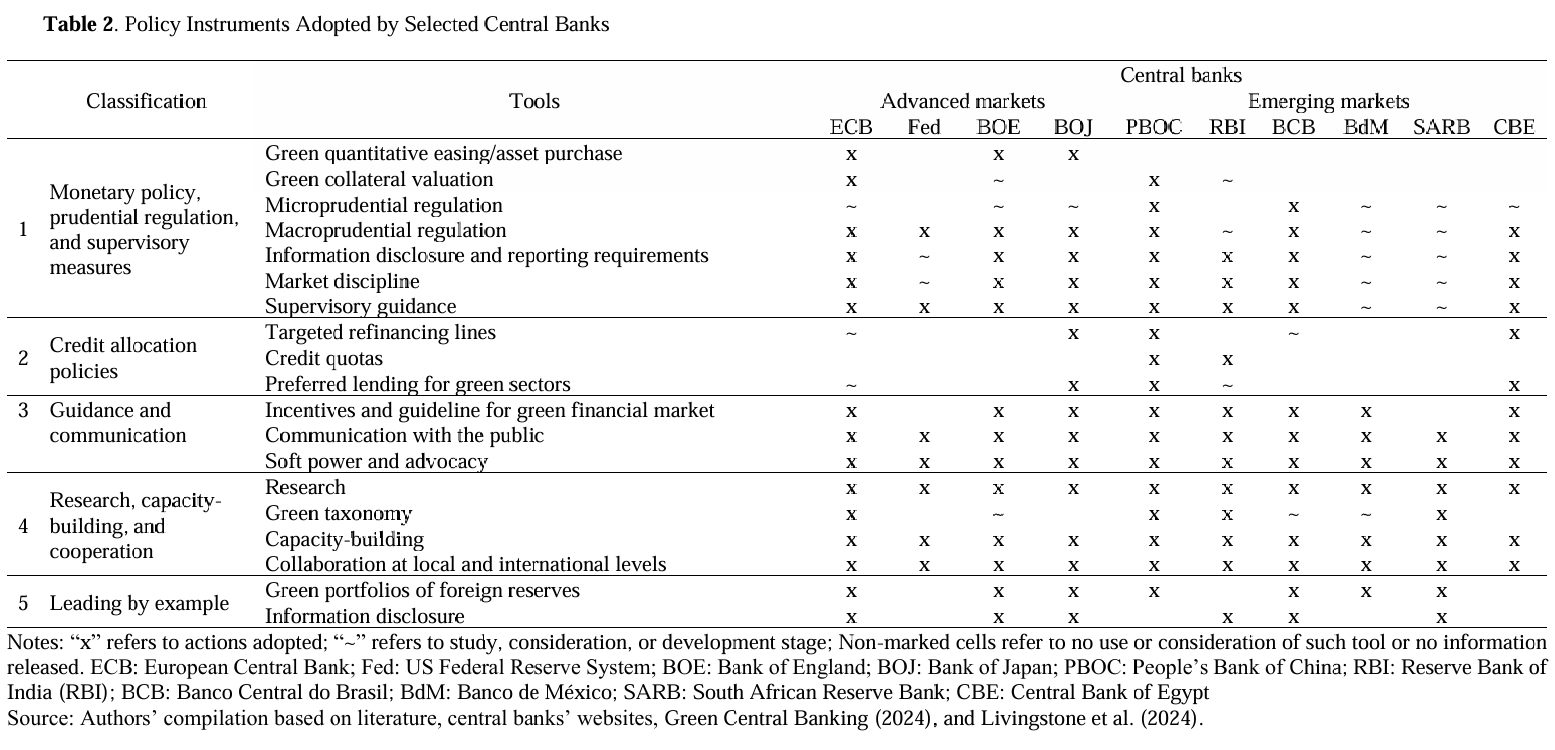 Table 2. Policy Instruments Adopted by Selected Central Banks
Central banks
Classification Tools Advanced markets Emerging markets
ECB Fed BOE BOJ PBOC RBI BCB BdM SARB CBE
1 Monetary policy, prudential regulation, and supervisory measures
Green quantitative easing/asset purchase x x x
Green collateral valuation x ~ x ~
Microprudential regulation ~ ~ ~ x x ~ ~ ~
Macroprudential regulation x x x x x ~ x ~ ~ x
Information disclosure and reporting requirements x ~ x x x x x ~ ~ x
Market discipline x ~ x x x x x ~ ~ x
Supervisory guidance x x x x x x x ~ ~ x
2 Credit allocation policies
Targeted refinancing lines ~ x x ~ x
Credit quotas x x
Preferred lending for green sectors ~ x x ~ x
3 Guidance and communication
Incentives and guideline for green financial market x x x x x x x x
Communication with the public x x x x x x x x x x
Soft power and advocacy x x x x x x x x x x
4 Research, capacity-building, and cooperation
Research x x x x x x x x x x
Green taxonomy x ~ x x ~ ~ x
Capacity-building x x x x x x x x x x
Collaboration at local and international levels x x x x x x x x x x
5 Leading by example
Green portfolios of foreign reserves x x x x x x x
Information disclosure x x x x x x
Notes: “x” refers to actions adopted; “~” refers to study, consideration, or development stage; Non-marked cells refer to no use or consideration of such tool or no information
released. ECB: European Central Bank; Fed: US Federal Reserve System; BOE: Bank of England; BOJ: Bank of Japan; PBOC: People’s Bank of China; RBI: Reserve Bank of
India (RBI); BCB: Banco Central do Brasil; BdM: Banco de México; SARB: South African Reserve Bank; CBE: Central Bank of Egypt
Source: Authors’ compilation based on literature, central banks’ websites, Green Central Banking (2024), and Livingstone et al. (2024).